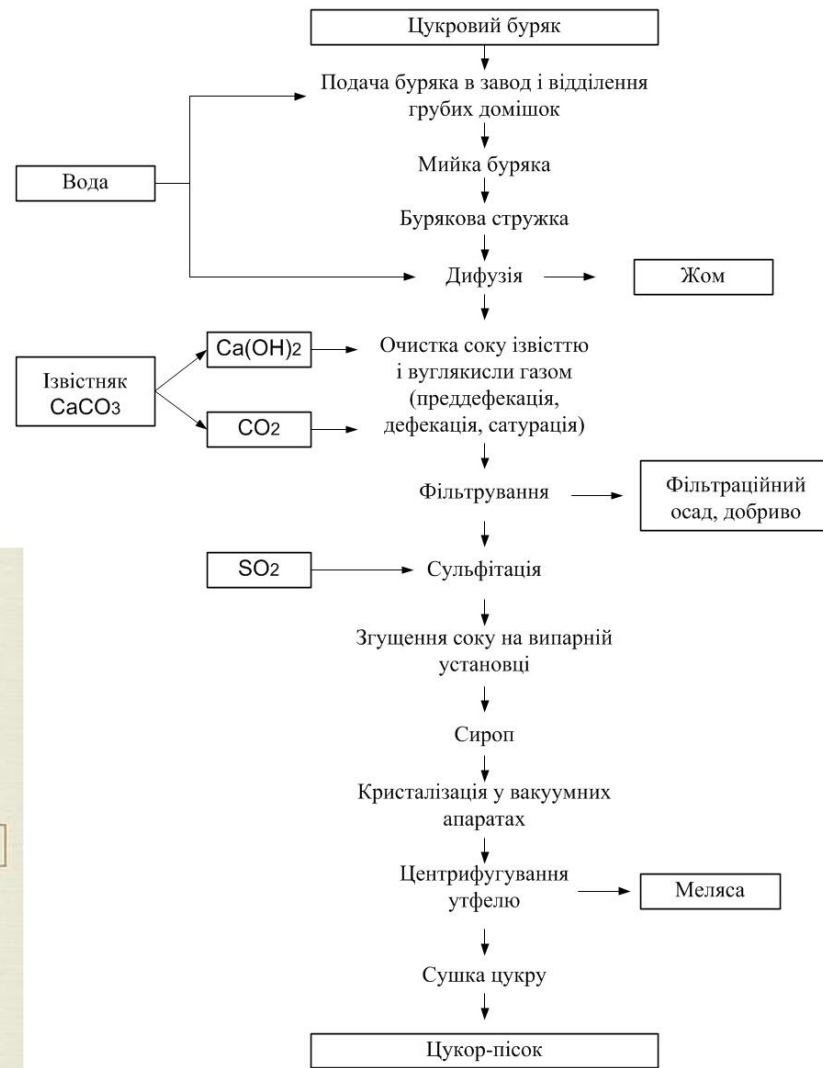 Цукровий буряк
Подача буряка в завод і відділення
грубих домішок
Мийка буряка
Вода
Бурякова стружка
Дифузія
Жом
Ca(OH)2
Ізвістняк
CaCO3
CO2
Очистка соку ізвісттю
і вуглякисли газом
(преддефекація,
дефекація, сатурація)
Фільтрування
Фільтраційний
осад, добриво
SO2
Сульфітація
Згущення соку на випарній
установці
Сироп
Кристалізація у вакуумних
апаратах
Центрифугування
утфелю
Меляса
Сушка цукру
Цукор-пісок